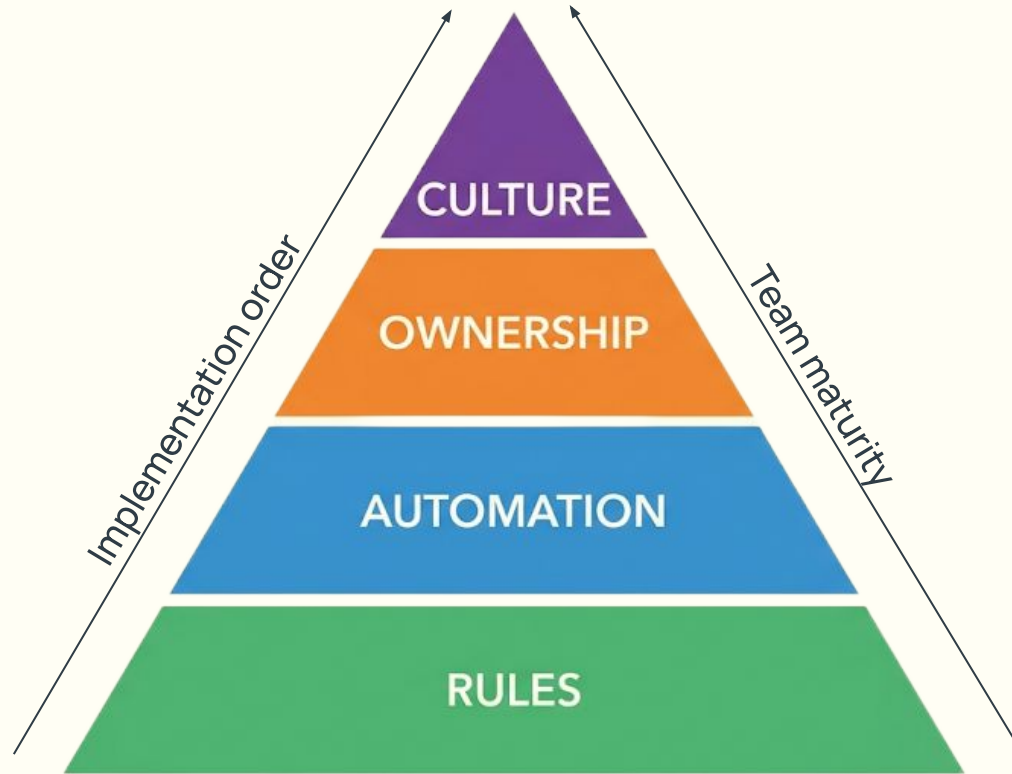 CULTURE
OWNERSHIP
AUTOMATION
RULES
Implementation order
Team maturity